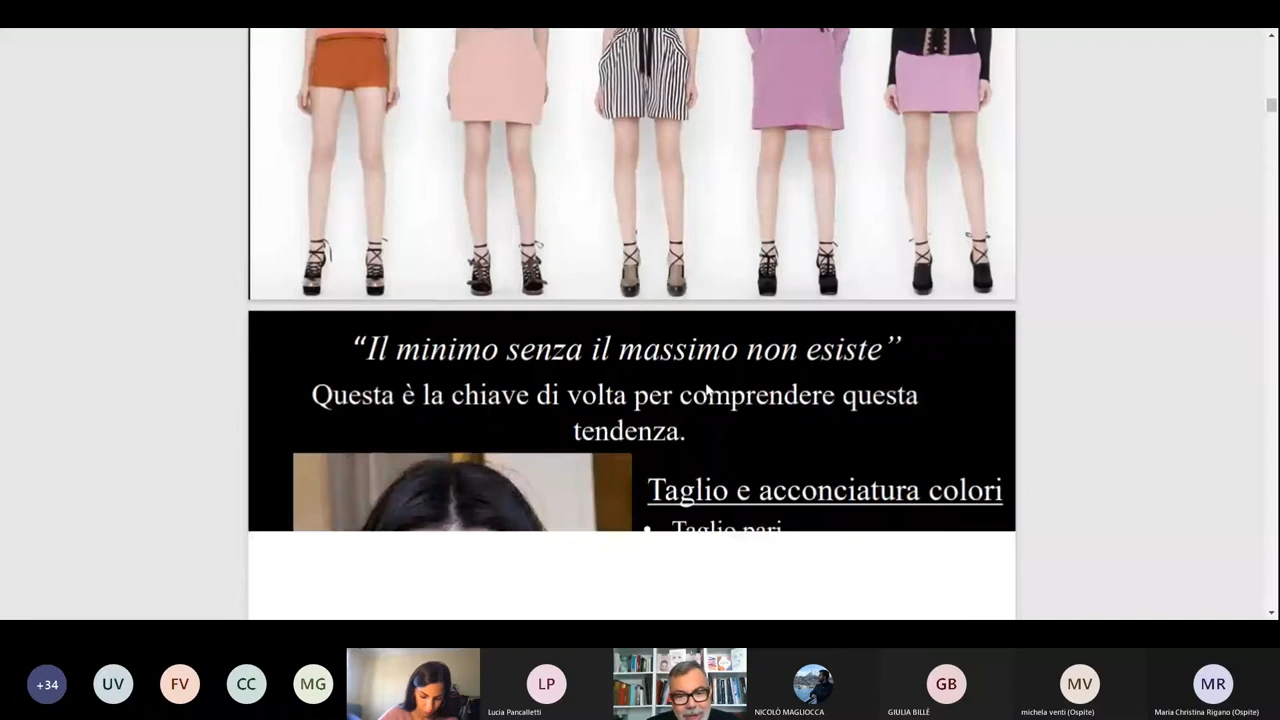 “Il minimo senza il massimo non esiste”
Questa è la chiave di volta per comprendere questa
tendenza.
Taglio e acconciatura colori
• Taglio pari
+34
UV
FV
CC
MG
LP
Lucia Pancalletti
NICOLÒ MAGLIOCCA
GB
GIULIA BILLÈ
MV
michela venti (Ospite)
MR
Maria Christina Rigano (Ospite)